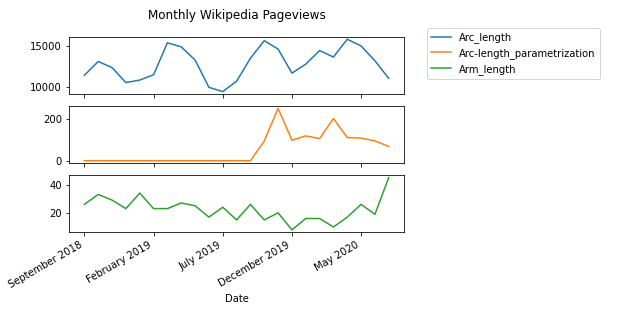 Monthly Wikipedia Pageviews
Arc_length
Arc-length_parametrization
Arm_length
15000
10000
200
0
40
20
September 2018
February 2019
July 2019
December 2019
May 2020
Date